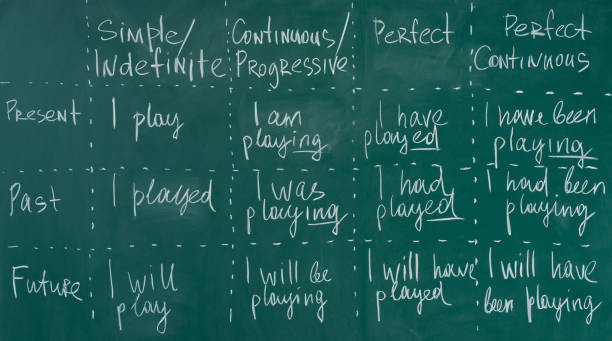 Simple/
Indefinite
Continuous/
Progressive
Perfect
Perfect
Continuous
Present
I play
I am
playing
I have
played
I have been
playing
Past
I played
I was
playing
I had
played
I had been
playing
Future
I will
play
I will be
playing
I will have
played
I will have
been playing